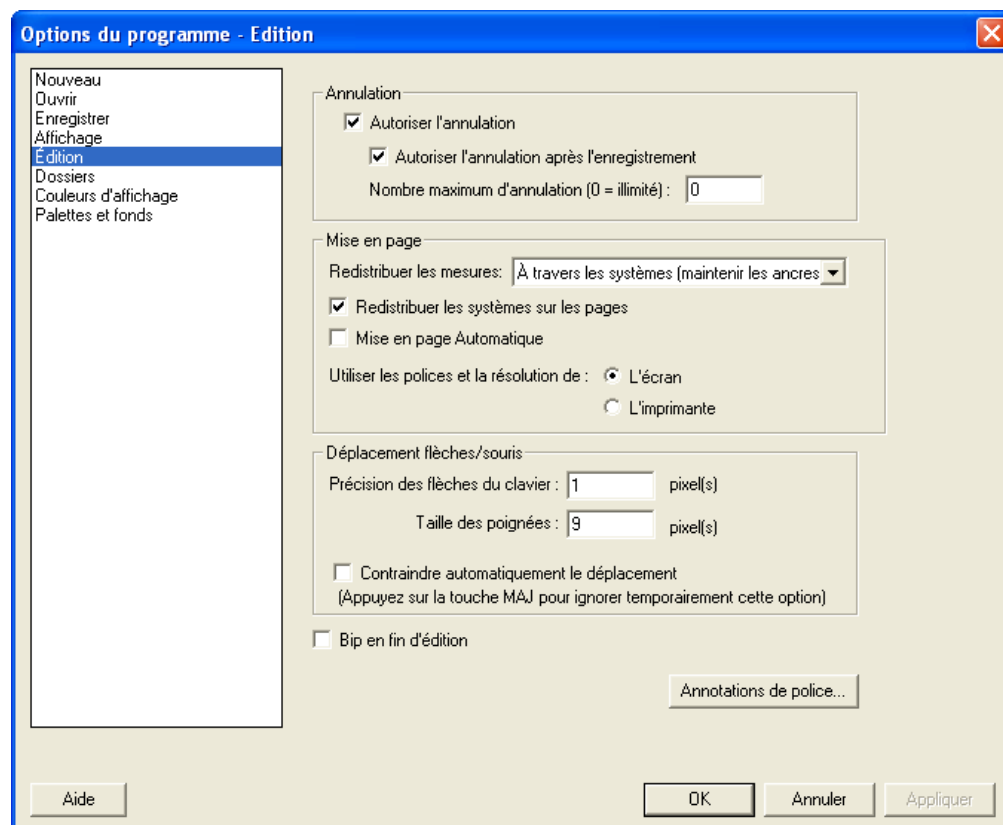 Options du programme - Edition
Nouveau
Ouvrir
Enregistrer
Affichage
Édition
Dossiers
Couleurs d'affichage
Palettes et fonds
Annulation
Autoriser l'annulation
Autoriser l'annulation après l'enregistrement
Nombre maximum d'annulation (0 = illimité) : 0
Mise en page
Redistribuer les mesures: À travers les systèmes (maintenir les ancres
Redistribuer les systèmes sur les pages
Mise en page Automatique
Utiliser les polices et la résolution de : L'écran
L'imprimante
Déplacement flèches/souris
Précision des flèches du clavier : 1 pixel(s)
Taille des poignées : 9 pixel(s)
Contraindre automatiquement le déplacement
(Appuyez sur la touche MAJ pour ignorer temporairement cette option)
Bip en fin d'édition
Annotations de police...
Aide OK Annuler Appliquer